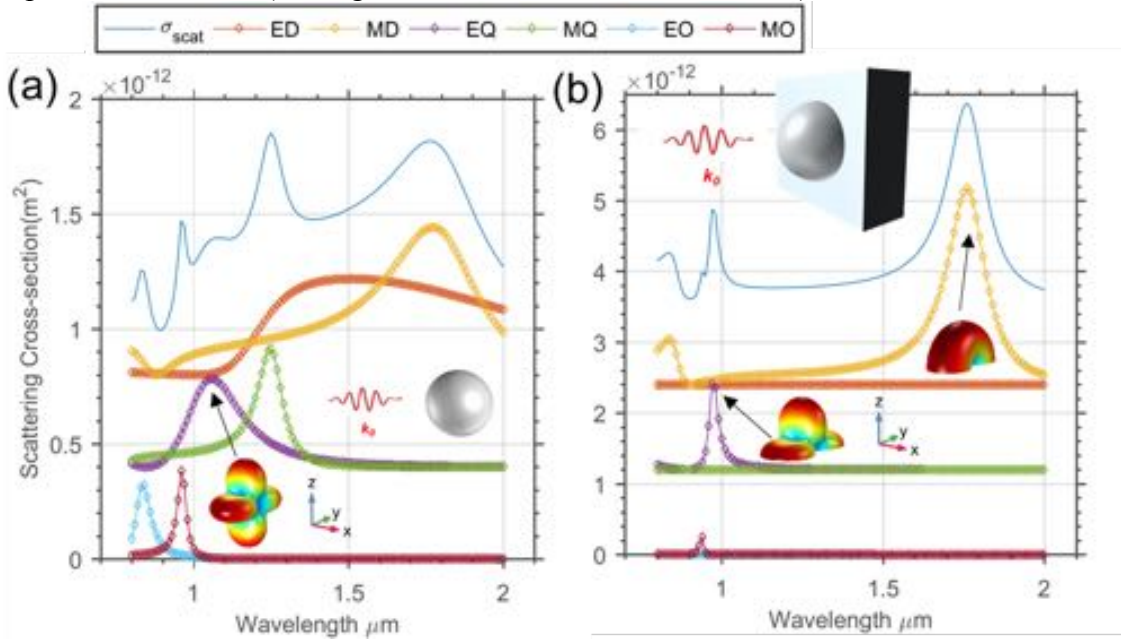 σscat ED MD EQ MQ EO MO
(a)
×10-12
2
1.5
1
0.5
0
Scattering Cross-section(m2)
k0
z
y
x
1
1.5
2
Wavelength μm
(b)
×10-12
6
5
4
3
2
1
0
k0
z
y
x
z
y
x
1
1.5
2
Wavelength μm